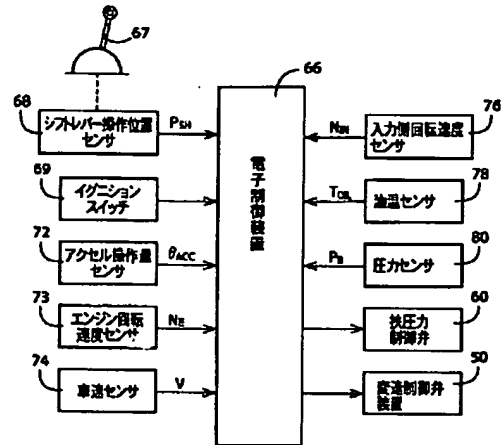 67
66
68
シフトレバー操作位置
センサ
PSH
69
イグニション
スイッチ
72
アクセル操作量
センサ
θACC
73
エンジン回転
速度センサ
NE
74
車速センサ
V
電子制御装置
NIN
76
入力側回転速度
センサ
TOIL
78
油温センサ
PB
80
圧力センサ
60
挟圧力
制御弁
50
変速制御弁
装置